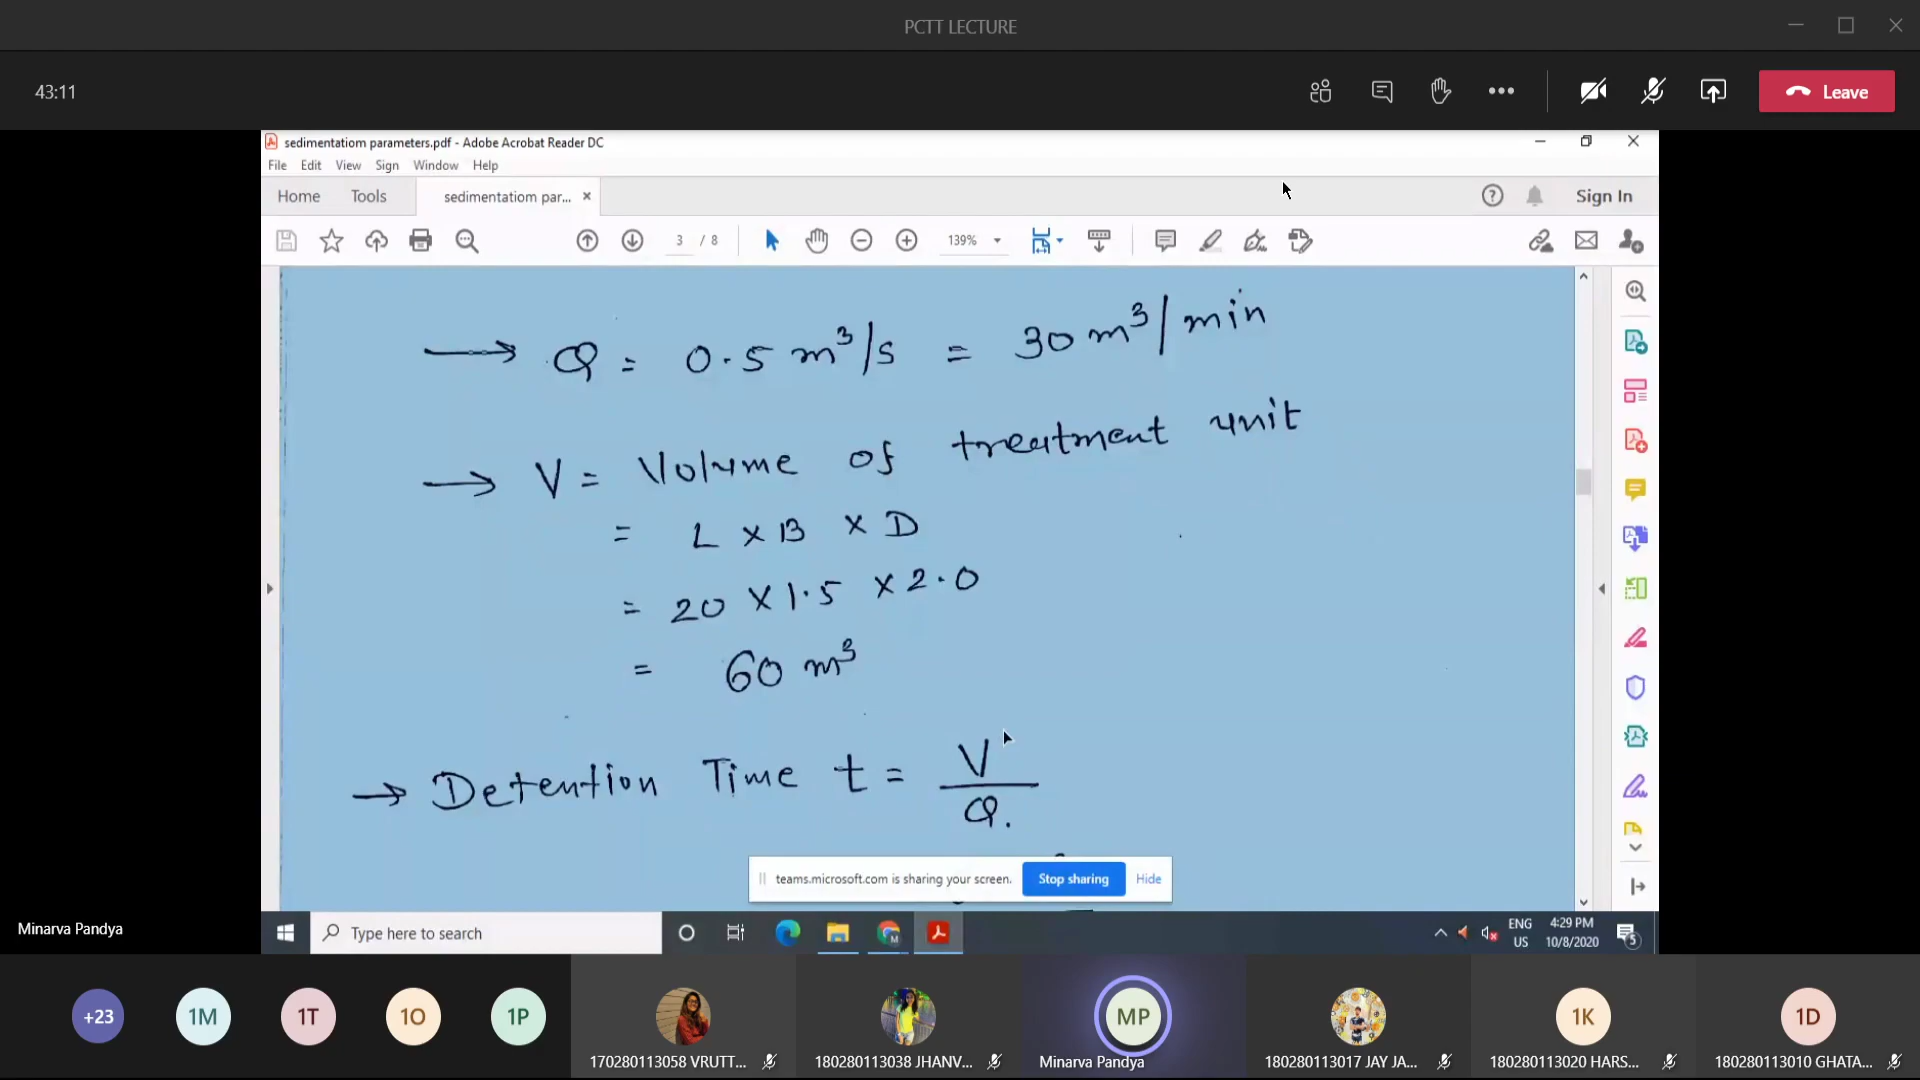 PCTT LECTURE
43:11
Leave
sedimentatiom parameters.pdf - Adobe Acrobat Reader DC
File Edit View Window Help
Home Tools sedimentatiom par... ×
Sign In
3 / 8 139%
→ Q = 0.5 m³/s = 30 m³/min
→ V = Volume of treatment unit
= L × B × D
= 20 × 1.5 × 2.0
= 60 m³
→ Detention Time t = V / Q.
teams.microsoft.com is sharing your screen. Stop sharing Hide
Minarva Pandya
Type here to search
ENG US
4:29 PM
10/8/2020
5
+23 1M 1T 1O 1P MP 1K 1D
170280113058 VRUTT... 180280113038 JHANV... Minarva Pandya 180280113017 JAY JA... 180280113020 HARS... 180280113010 GHATA...